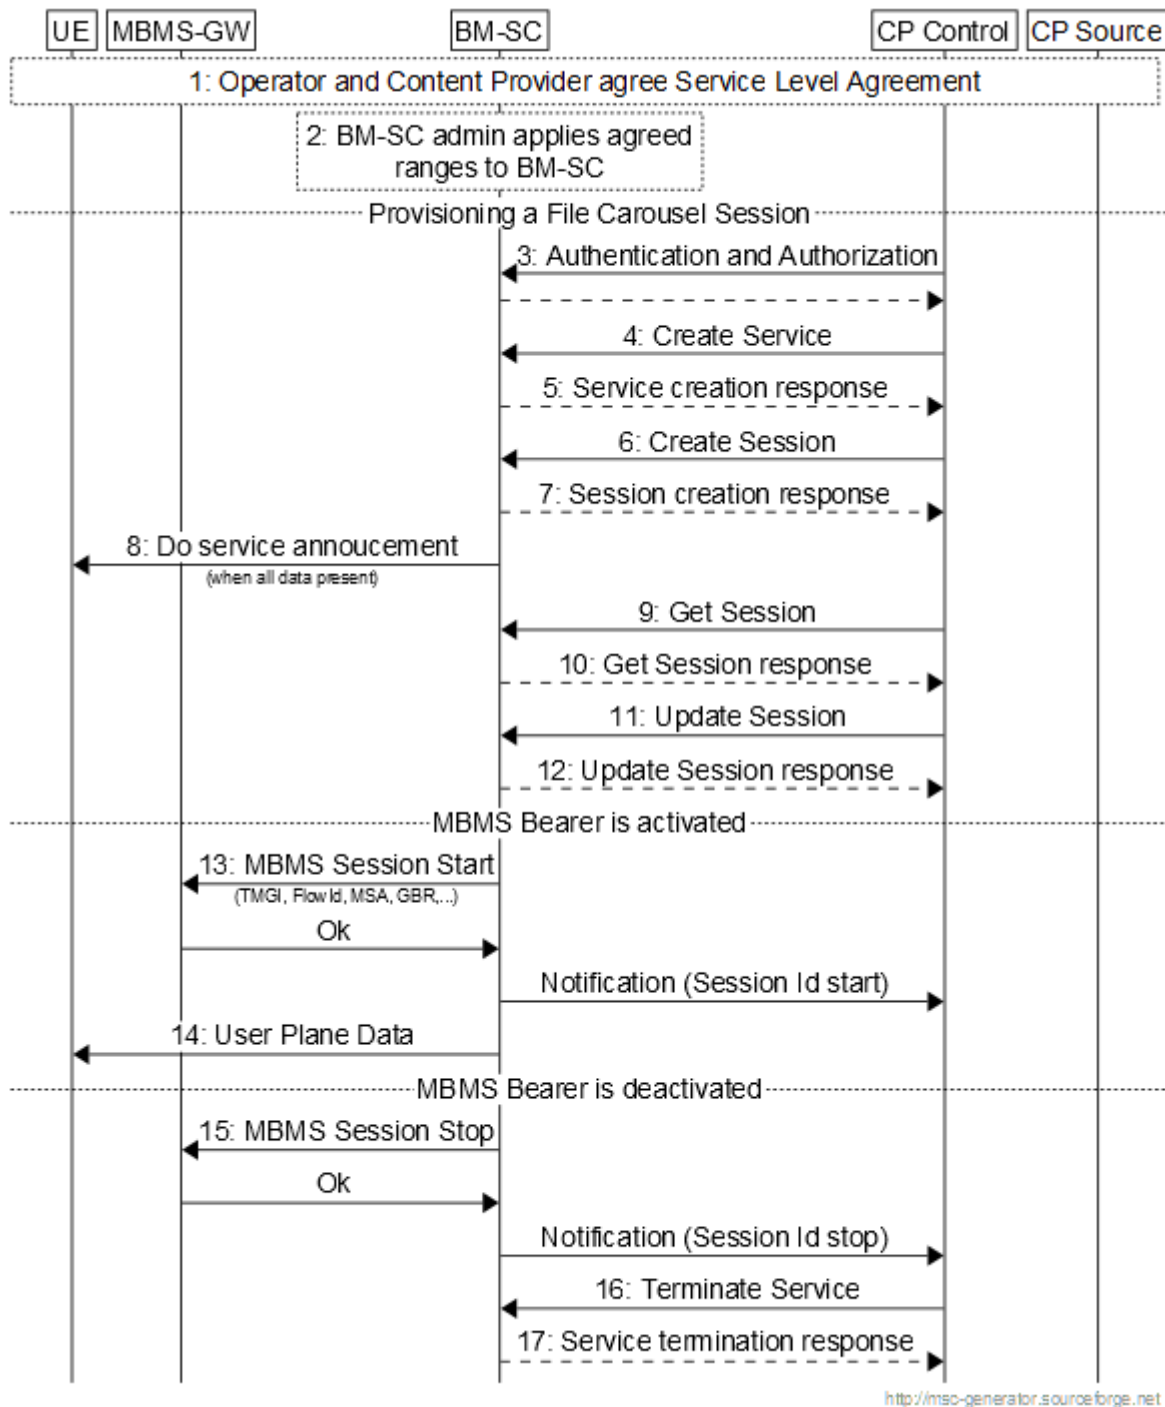 UE
MBMS-GW
BM-SC
CP Control
CP Source
1: Operator and Content Provider agree Service Level Agreement
2: BM-SC admin applies agreed
ranges to BM-SC
Provisioning a File Carousel Session
3: Authentication and Authorization
4: Create Service
5: Service creation response
6: Create Session
7: Session creation response
8: Do service annoucement
(when all data present)
9: Get Session
10: Get Session response
11: Update Session
12: Update Session response
MBMS Bearer is activated
13: MBMS Session Start
(TMGI, Flow Id, MSA, GBR,...)
Ok
Notification (Session Id start)
14: User Plane Data
MBMS Bearer is deactivated
15: MBMS Session Stop
Ok
Notification (Session Id stop)
16: Terminate Service
17: Service termination response
http://msc-generator.sourceforge.net